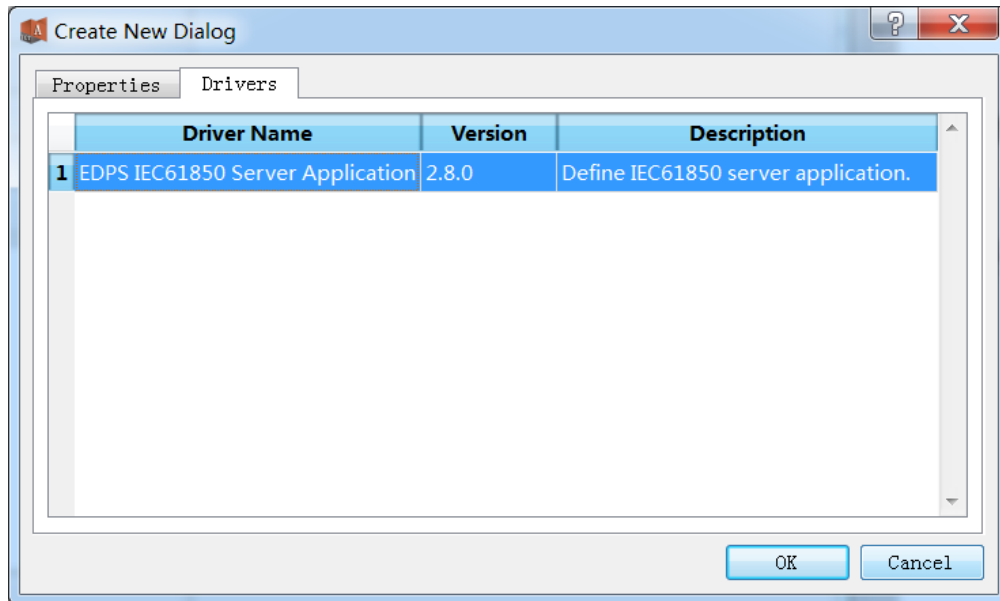 Create New Dialog
Properties Drivers
Driver Name Version Description
1 EDPS IEC61850 Server Application 2.8.0 Define IEC61850 server application.
OK Cancel